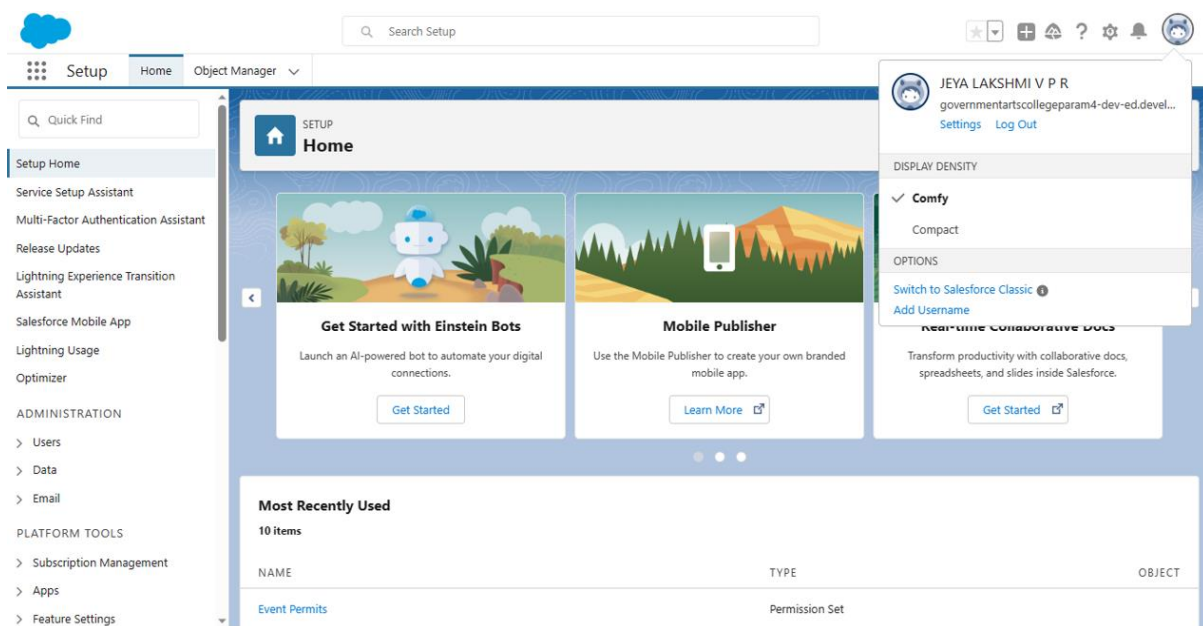 Search Setup
Setup
Home
Object Manager
Quick Find
Setup Home
Service Setup Assistant
Multi-Factor Authentication Assistant
Release Updates
Lightning Experience Transition
Assistant
Salesforce Mobile App
Lightning Usage
Optimizer
ADMINISTRATION
Users
Data
Email
PLATFORM TOOLS
Subscription Management
Apps
Feature Settings
SETUP
Home
Get Started with Einstein Bots
Launch an AI-powered bot to automate your digital
connections.
Get Started
Mobile Publisher
Use the Mobile Publisher to create your own branded
mobile app.
Learn More
Real-time Collaborative Docs
Transform productivity with collaborative docs,
spreadsheets, and slides inside Salesforce.
Get Started
JEYA LAKSHMI V P R
governmentartscollegeparam4-dev-ed.devel...
Settings Log Out
DISPLAY DENSITY
Comfy
Compact
OPTIONS
Switch to Salesforce Classic
Add Username
Most Recently Used
10 items
NAME TYPE OBJECT
Event Permits Permission Set